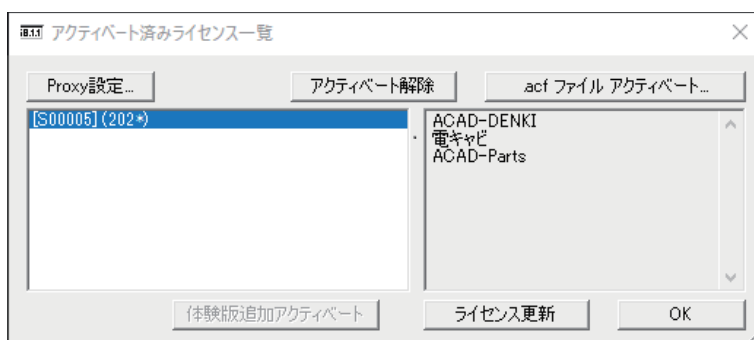 iB.1.1 アクティベート済みライセンス一覧
Proxy設定...
アクティベート解除
.acf ファイル アクティベート...
[S00005](202*)
ACAD-DENKI
電キャビ
ACAD-Parts
体験版追加アクティベート
ライセンス更新
OK